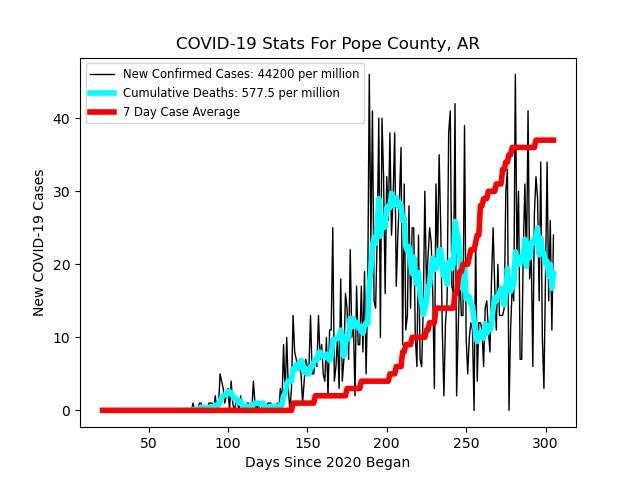 COVID-19 Stats For Pope County, AR
New Confirmed Cases: 44200 per million
Cumulative Deaths: 577.5 per million
7 Day Case Average
New COVID-19 Cases
40
30
20
10
0
50 100 150 200 250 300
Days Since 2020 Began